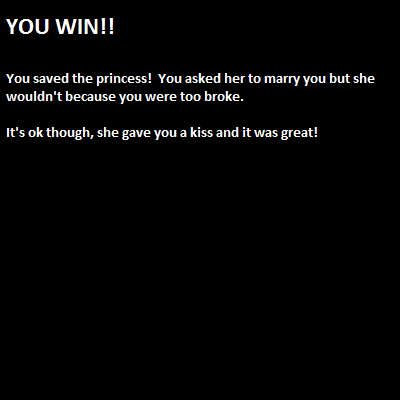 YOU WIN!!
You saved the princess!  You asked her to marry you but she
wouldn't because you were too broke.
It's ok though, she gave you a kiss and it was great!